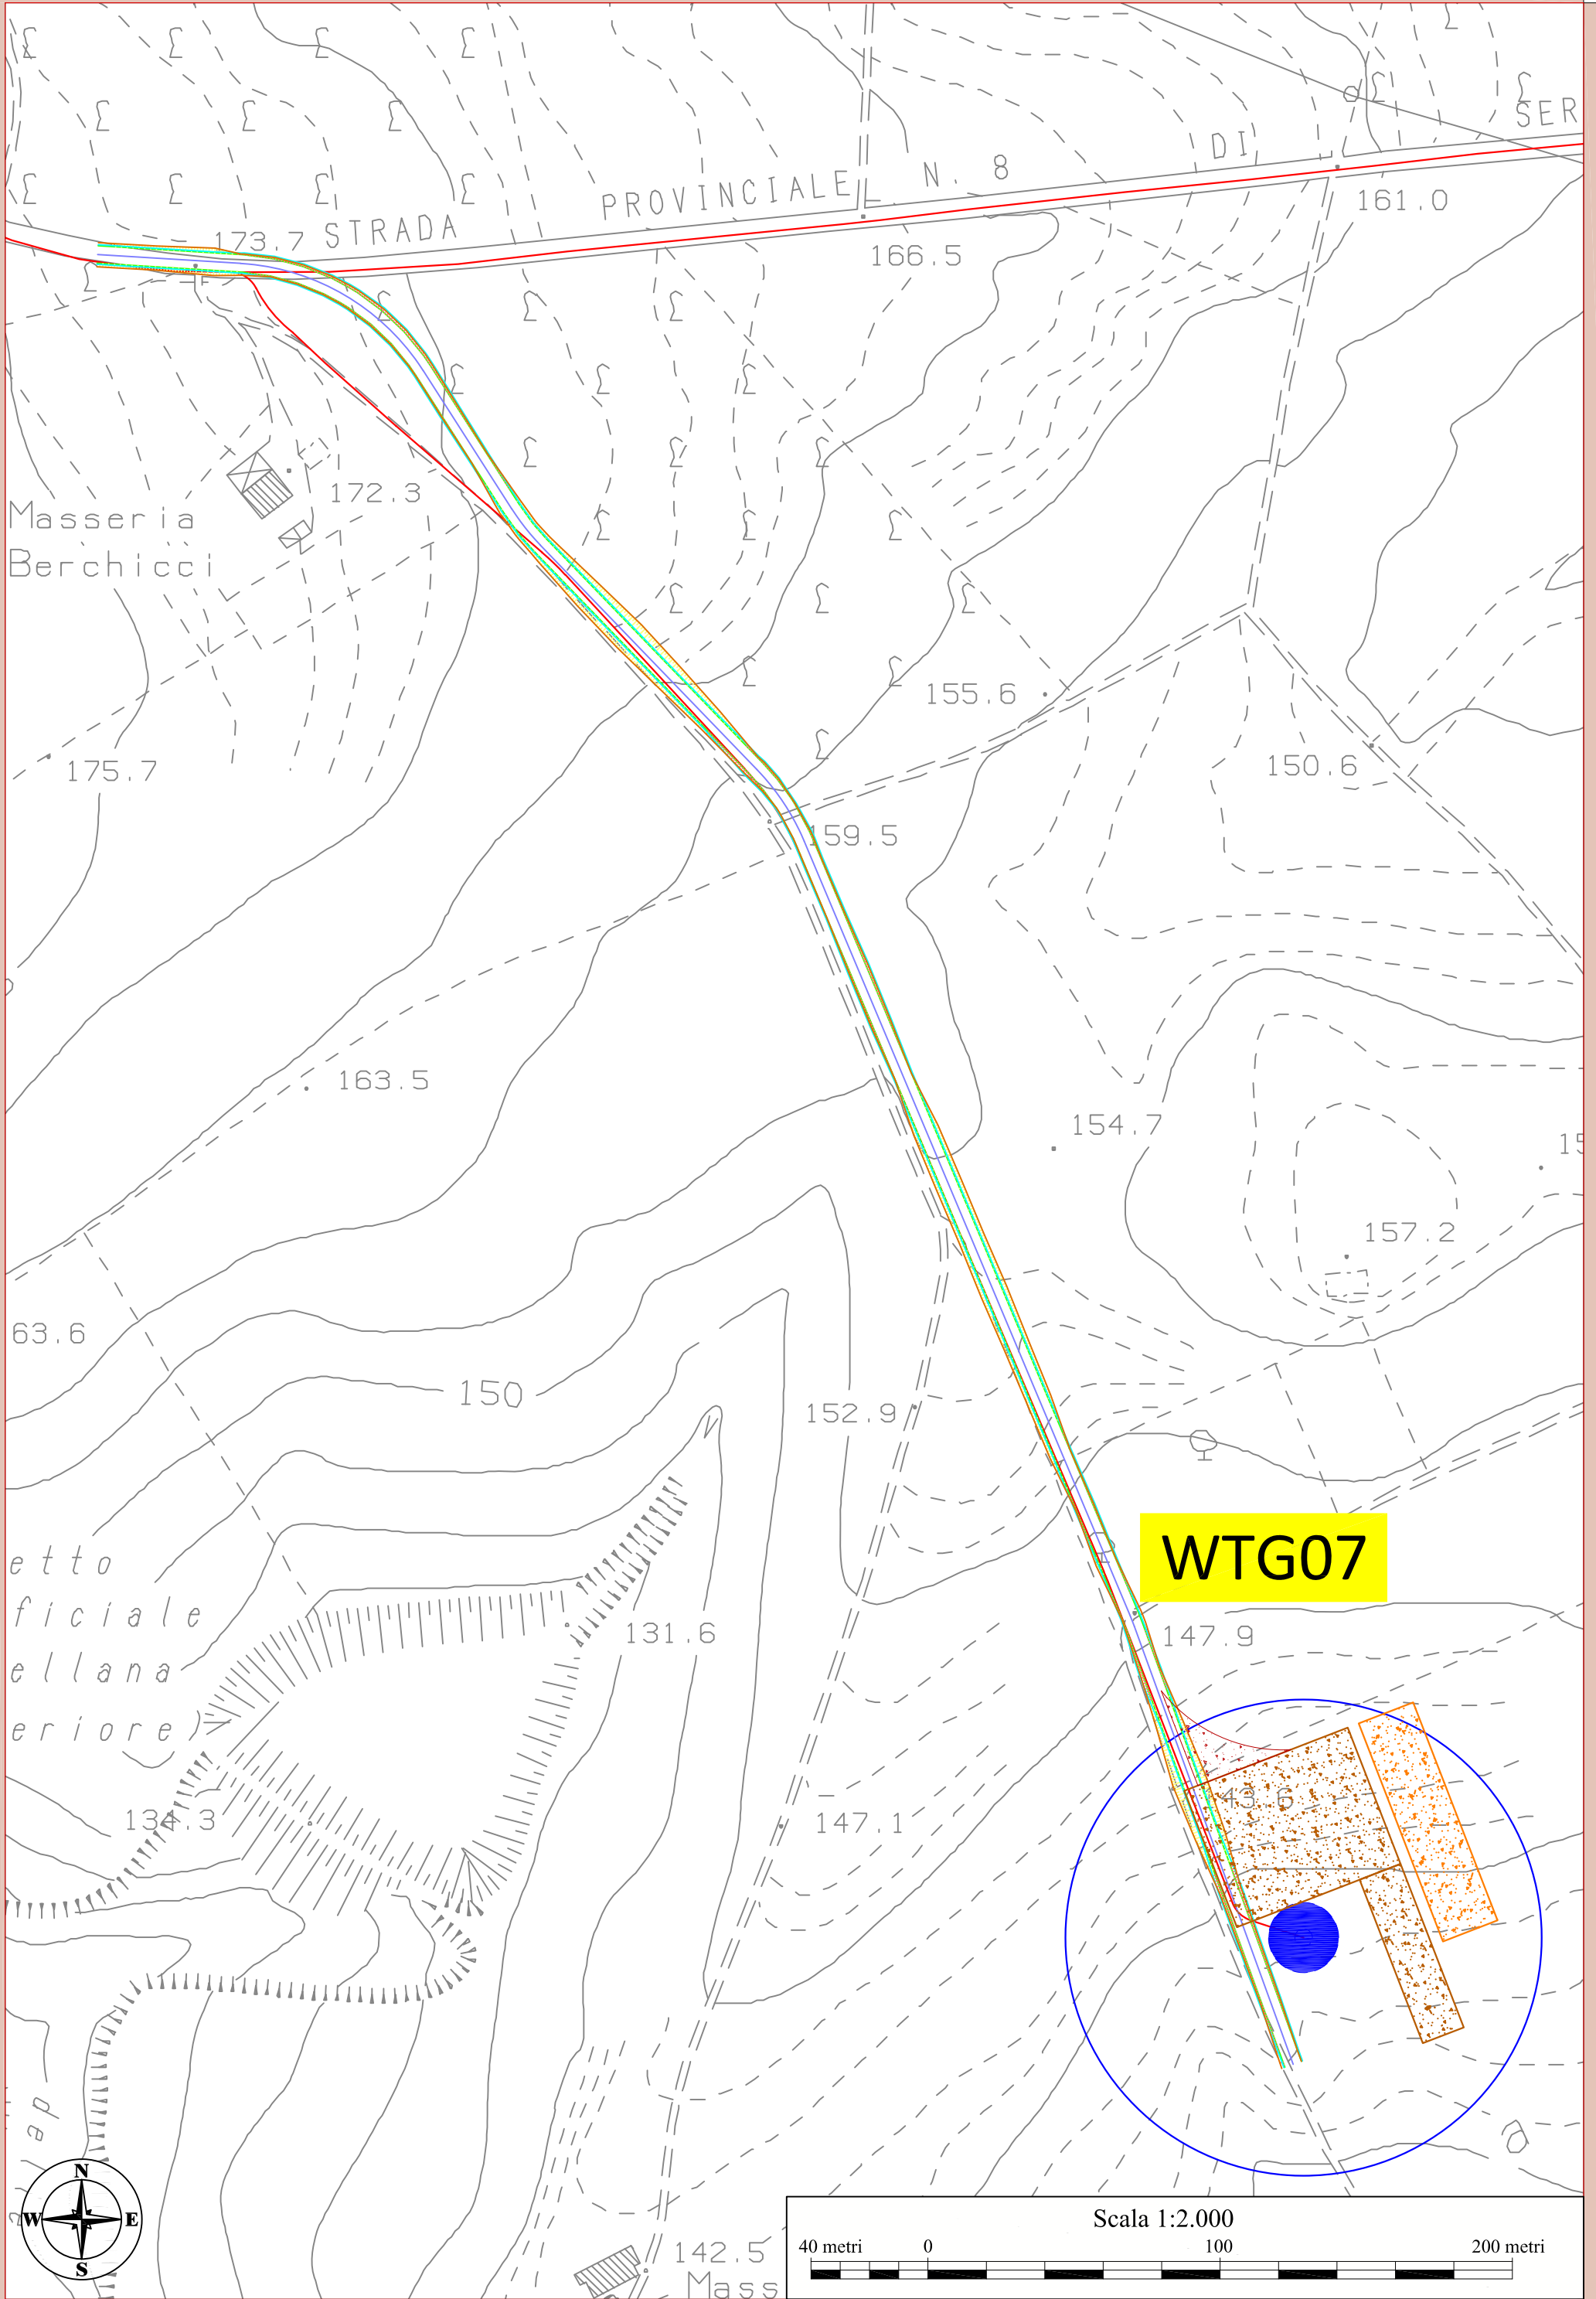 SER
DI
N. 8
PROVINCIALE
STRADA
161.0
173.7
166.5
172.3
Masseria
Berchicci
155.6
175.7
150.6
159.5
163.5
154.7
15
157.2
63.6
150
152.9
WTG07
etto
ficiale
131.6
147.9
ellana
eriore)
43.6
134.3
147.1
a
N
W E
S
142.5
Mass
Scala 1:2.000
40 metri 0 100 200 metri